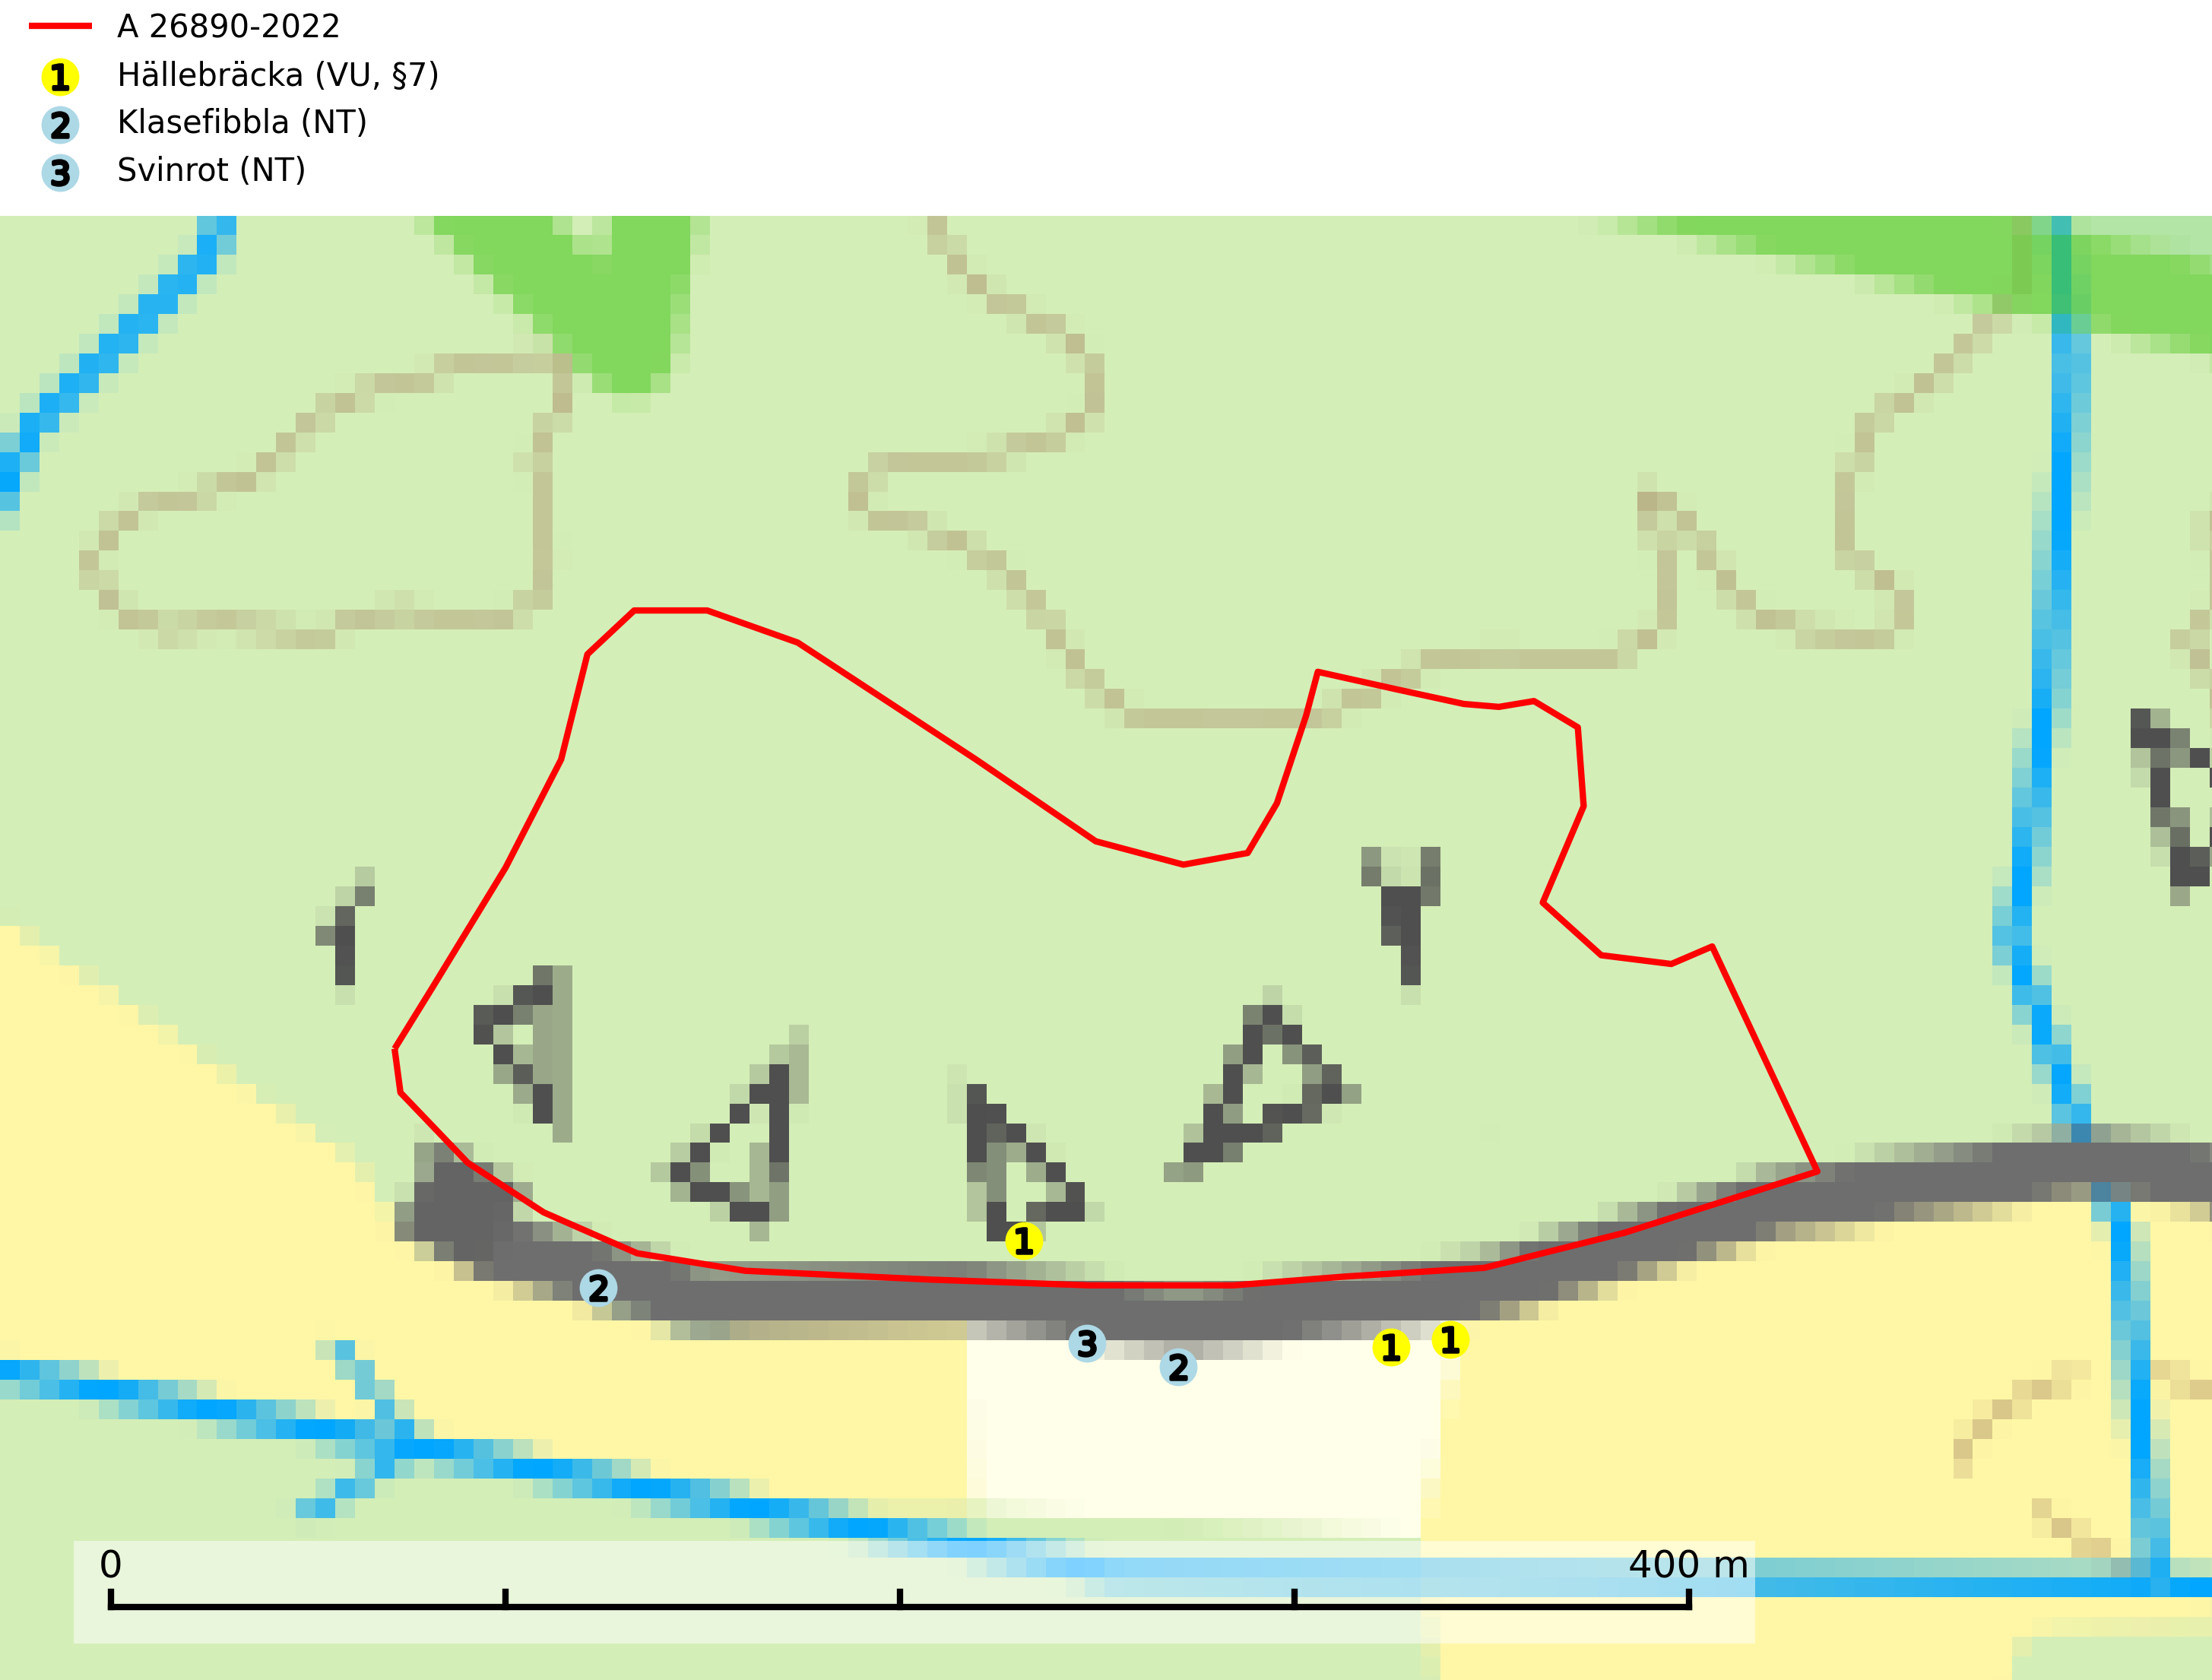 A 26890-2022
1 Hällebräcka (VU, §7)
2 Klasefibbla (NT)
3 Svinrot (NT)
1
2
3
2
1
1
0 400 m